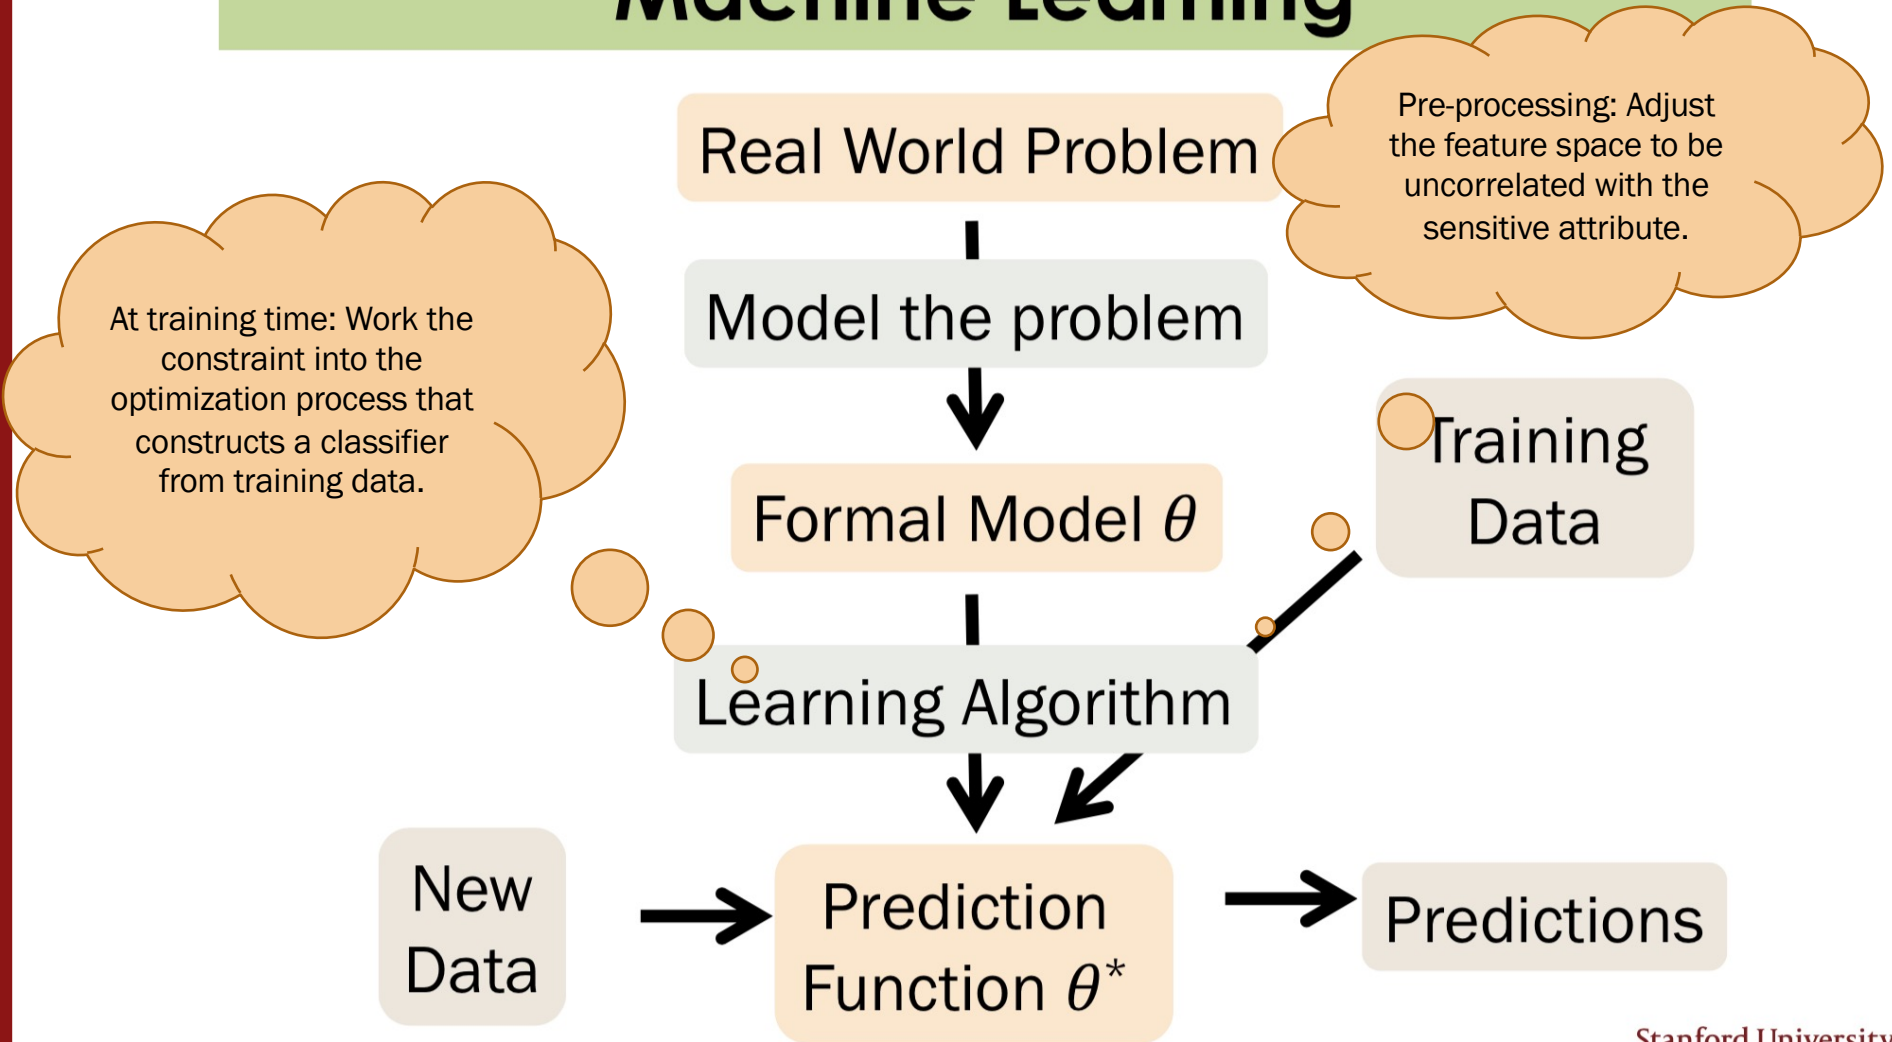 Machine Learning
Real World Problem
Pre-processing: Adjust
the feature space to be
uncorrelated with the
sensitive attribute.
Model the problem
At training time: Work the
constraint into the
optimization process that
constructs a classifier
from training data.
Training
Data
Formal Model θ
Learning Algorithm
New
Data
Prediction
Function θ*
Predictions
Stanford University